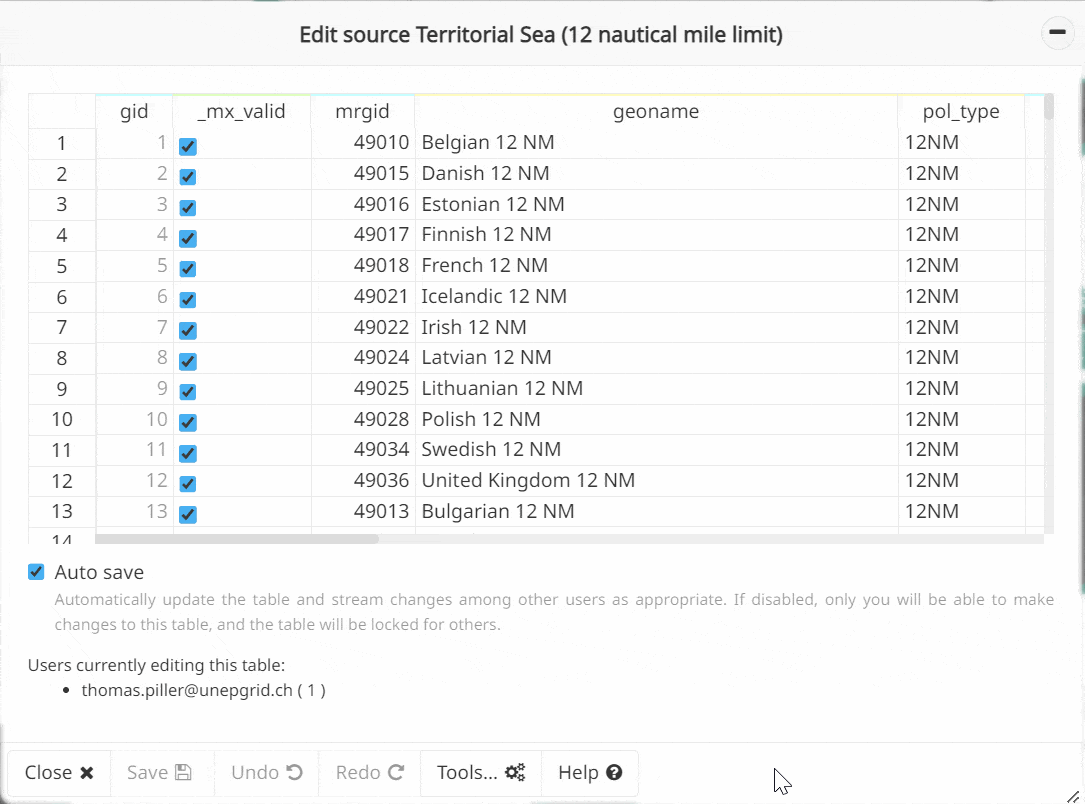 Edit source Territorial Sea (12 nautical mile limit)
gid _mx_valid mrgid geoname pol_type
1 1 49010 Belgian 12 NM 12NM
2 2 49015 Danish 12 NM 12NM
3 3 49016 Estonian 12 NM 12NM
4 4 49017 Finnish 12 NM 12NM
5 5 49018 French 12 NM 12NM
6 6 49021 Icelandic 12 NM 12NM
7 7 49022 Irish 12 NM 12NM
8 8 49024 Latvian 12 NM 12NM
9 9 49025 Lithuanian 12 NM 12NM
10 10 49028 Polish 12 NM 12NM
11 11 49034 Swedish 12 NM 12NM
12 12 49036 United Kingdom 12 NM 12NM
13 13 49013 Bulgarian 12 NM 12NM
14
Auto save
Automatically update the table and stream changes among other users as appropriate. If disabled, only you will be able to make
changes to this table, and the table will be locked for others.
Users currently editing this table:
• thomas.piller@unepgrid.ch ( 1 )
Close Save Undo Redo Tools... Help